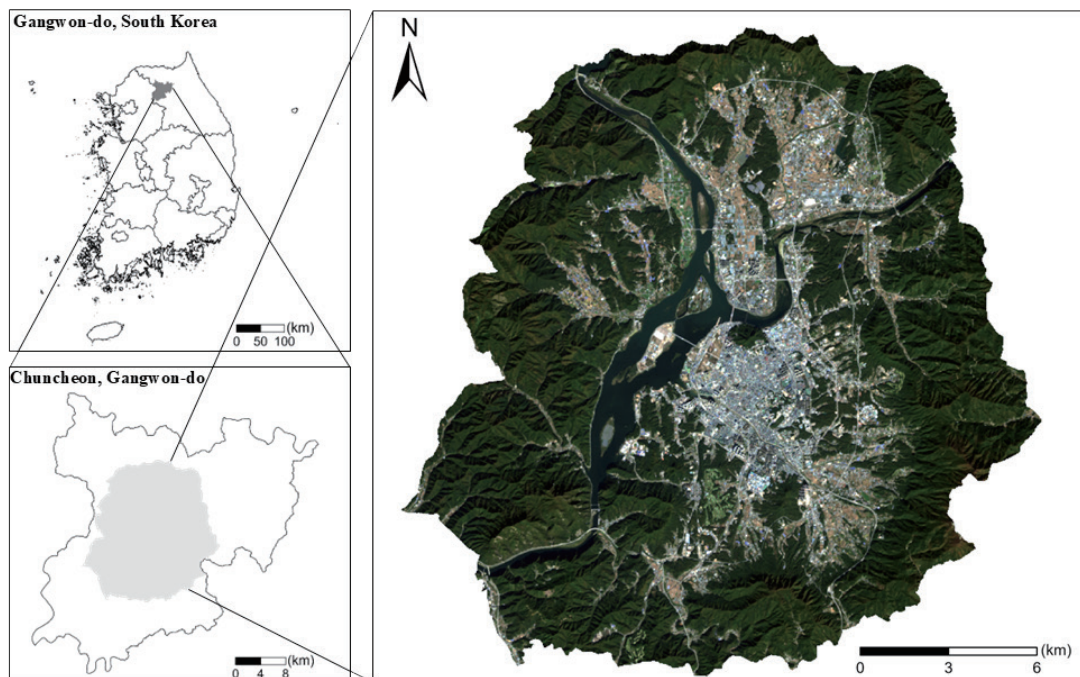 Gangwon-do, South Korea
(km)
0 50 100
Chuncheon, Gangwon-do
(km)
0 4 8
N
(km)
0 3 6